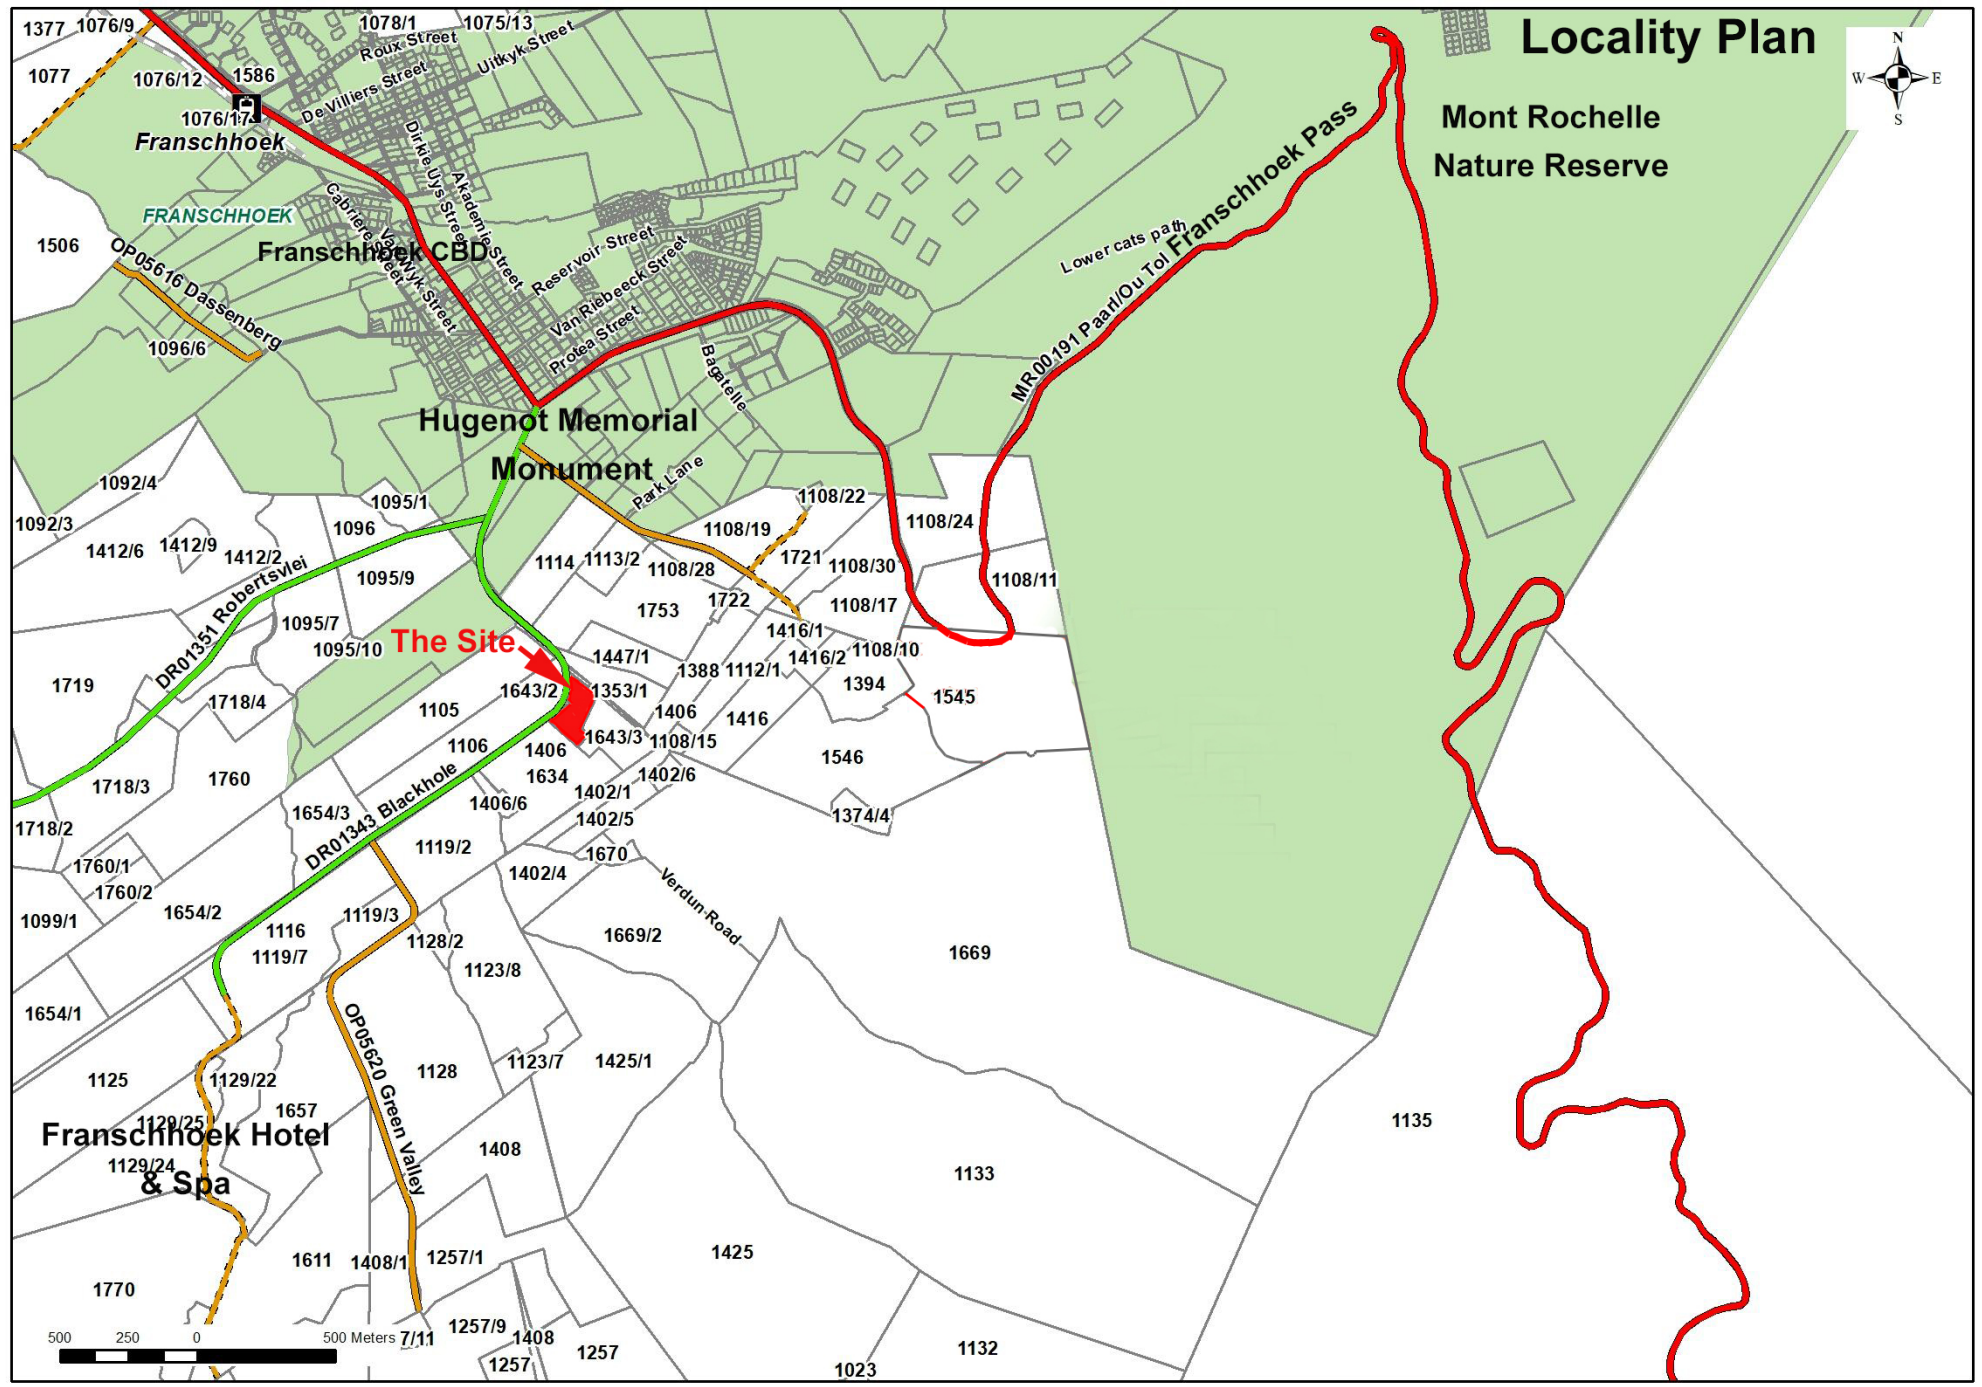 Locality Plan
N
W
E
S
Mont Rochelle
Nature Reserve
1377
1076/9
1078/1
1075/13
Roux Street
Uitkyk Street
De Villiers Street
1077
1076/12
1586
1076/17
Franschhoek
Dirkie Uys Street
Akademie Street
Cabriere Street
Van Wyk Street
FRANSCHHOEK
Franschhoek CBD
1506
OP05616 Dassenberg
1096/6
Reservoir Street
Van Riebeeck Street
Protea Street
Bagatelle
Lower cats path
MR00191 Paarl/Ou Tol Franschhoek Pass
Hugenot Memorial
Monument
Park Lane
1092/4
1092/3
1095/1
1096
1412/6
1412/9
1412/2
1095/9
DR01351 Robertsvlei
1095/7
1095/10
1108/22
1108/19
1108/24
1114
1113/2
1108/28
1721
1108/30
1108/11
1753
1722
1108/17
1416/1
The Site
1447/1
1388
1112/1
1416/2
1108/10
1394
1545
1719
1718/4
1105
1643/2
1353/1
1406
1416
1106
1406
1643/3
1108/15
1546
1634
1402/6
1718/3
1760
1654/3
DR01343 Blackhole
1406/6
1402/1
1402/5
1374/4
1718/2
1760/1
1760/2
1119/2
1670
1402/4
Verdun Road
1099/1
1654/2
1116
1119/3
1119/7
1128/2
1123/8
1669/2
1669
1654/1
OP05620 Green Valley
1125
1129/22
1128
1123/7
1425/1
1129/25
1657
Franschhoek Hotel
& Spa
1129/24
1408
1133
1135
1770
1611
1408/1
1257/1
1425
1257/9
1408
7/11
1257
1257
1132
1023
500
250
0
500 Meters